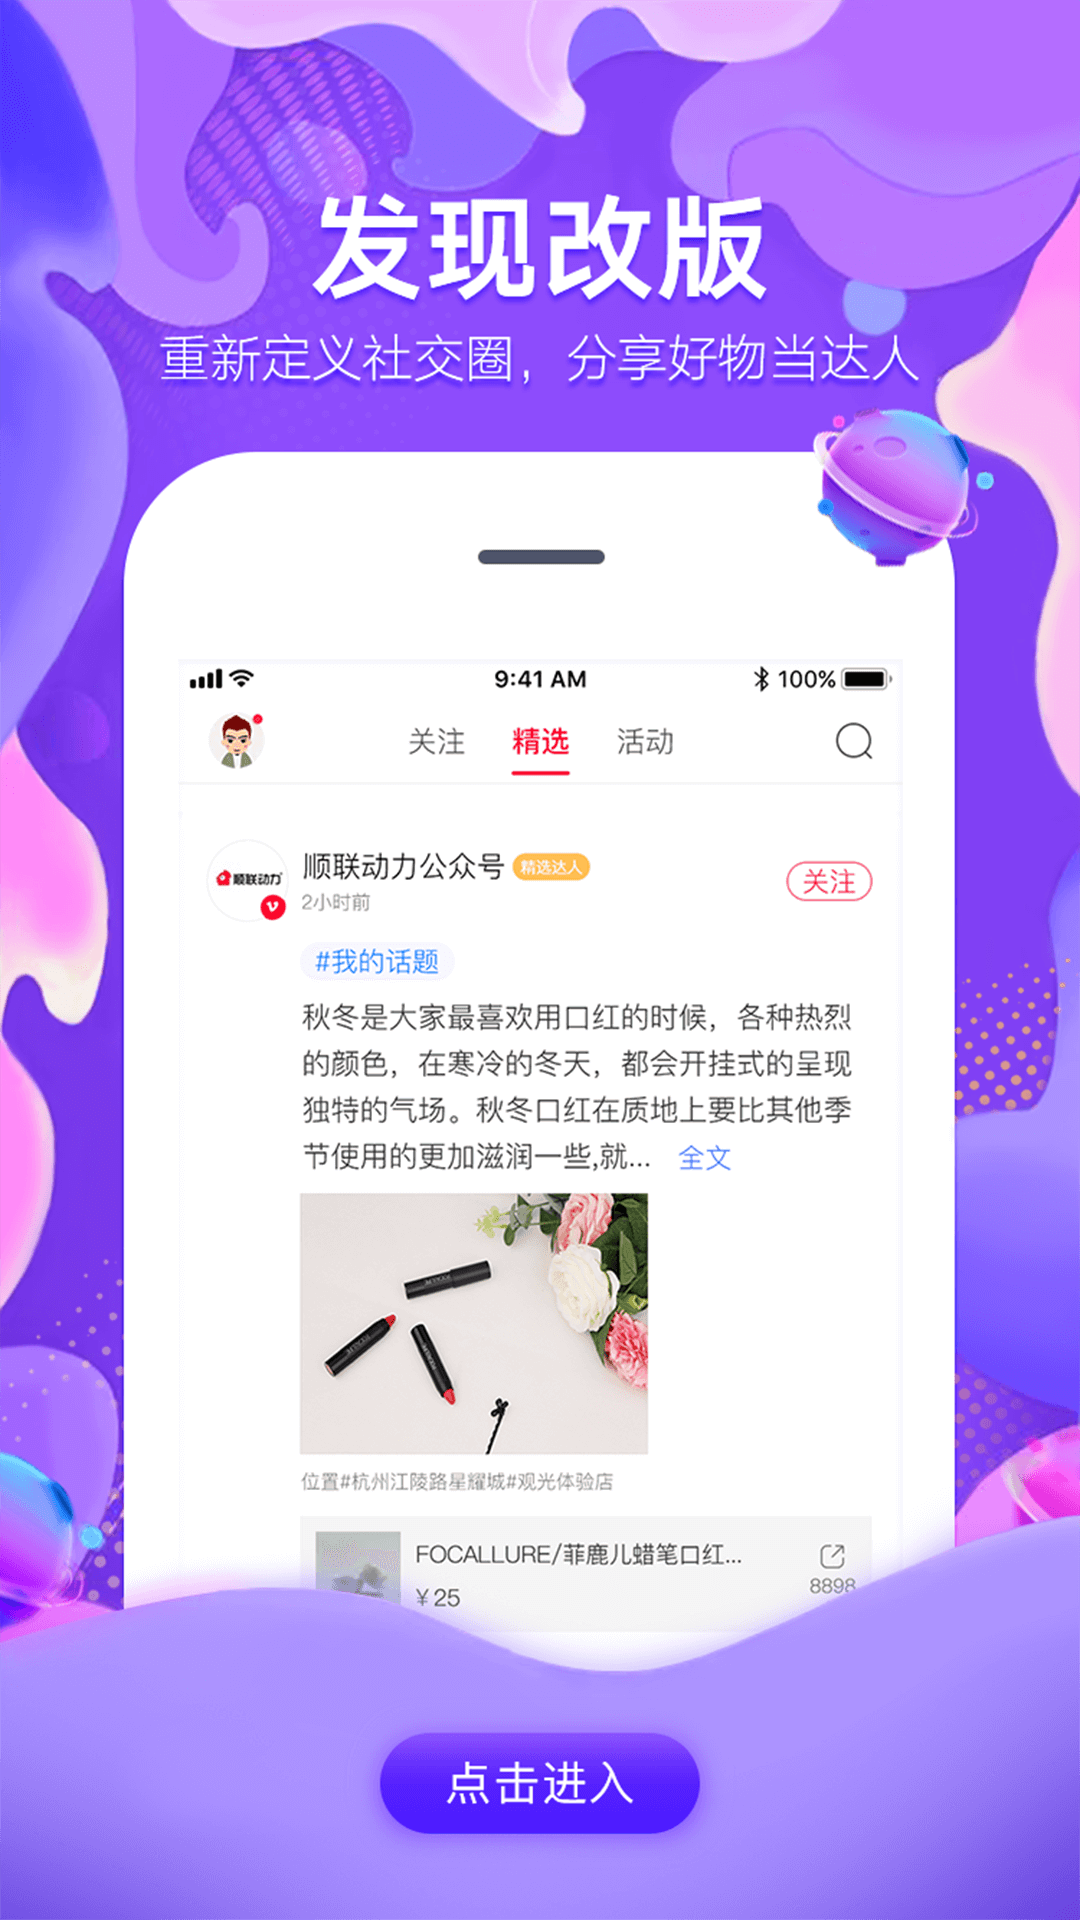 发现改版
重新定义社交圈，分享好物当达人
9:41 AM
100%
关注 精选 活动
顺联动力
顺联动力公众号 精选达人
关注
2小时前
#我的话题
秋冬是大家最喜欢用口红的时候，各种热烈
的颜色，在寒冷的冬天，都会开挂式的呈现
独特的气场。秋冬口红在质地上要比其他季
节使用的更加滋润一些,就... 全文
位置#杭州江陵路星耀城#观光体验店
FOCALLURE/菲鹿儿蜡笔口红...
¥25
8898
点击进入